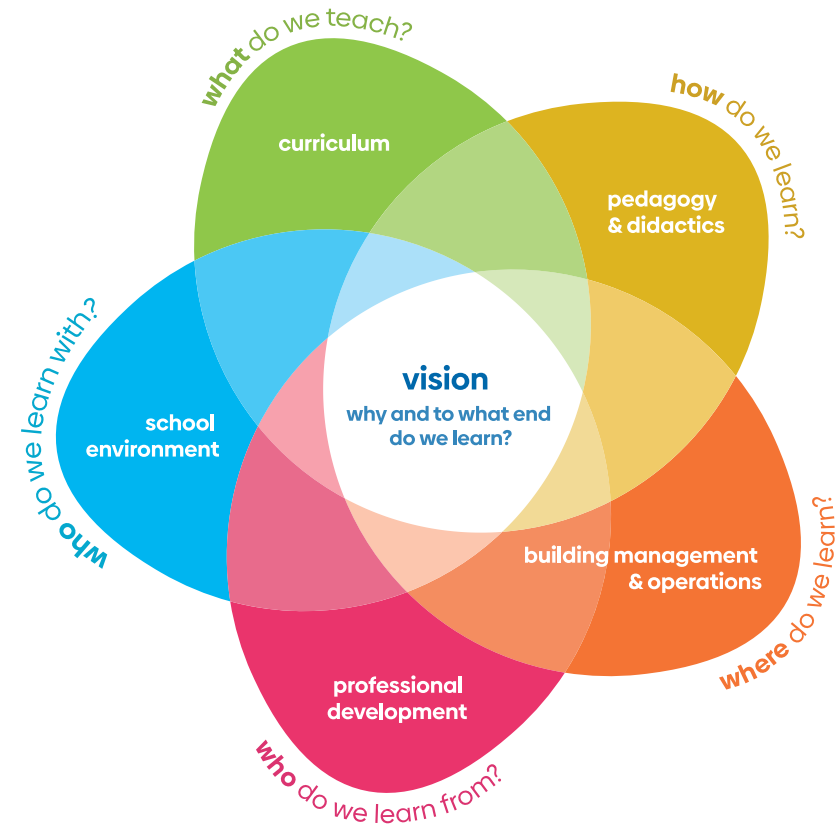 what do we teach?
curriculum
how do we learn?
pedagogy
& didactics
vision
why and to what end
do we learn?
who do we learn with?
school
environment
building management
& operations
where do we learn?
professional
development
who do we learn from?